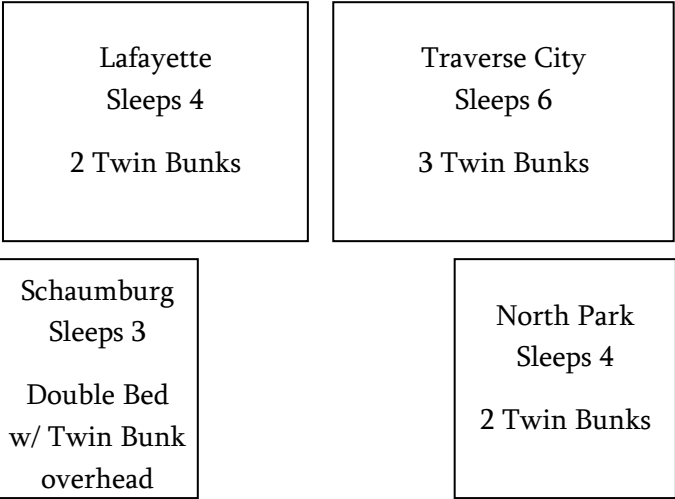 Lafayette
Sleeps 4
2 Twin Bunks
Traverse City
Sleeps 6
3 Twin Bunks
Schaumburg
Sleeps 3
Double Bed
w/ Twin Bunk
overhead
North Park
Sleeps 4
2 Twin Bunks